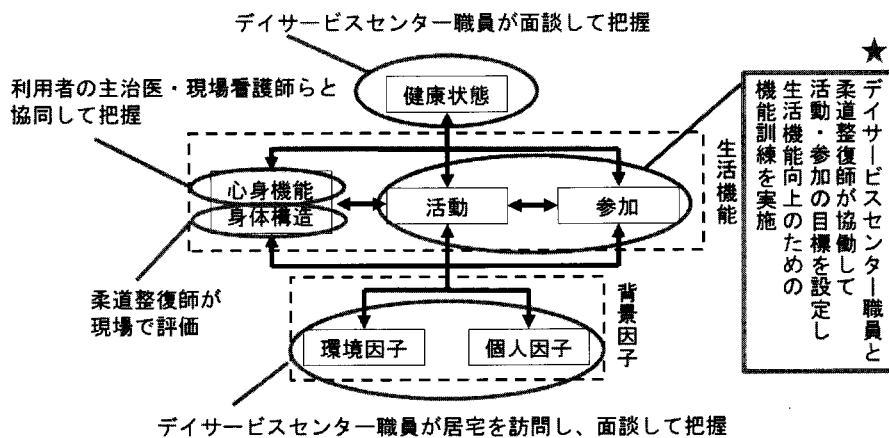 デイサービスセンター職員が面談して把握
★
利用者の主治医・現場看護師らと
協同して把握
健康状態
デイサービスセンター職員と
柔道整復師が協働して
活動・参加の目標を設定し
生活機能向上のための
機能訓練を実施
生活機能
心身機能
身体構造
活動
参加
柔道整復師が
現場で評価
背景因子
環境因子
個人因子
デイサービスセンター職員が居宅を訪問し、面談して把握